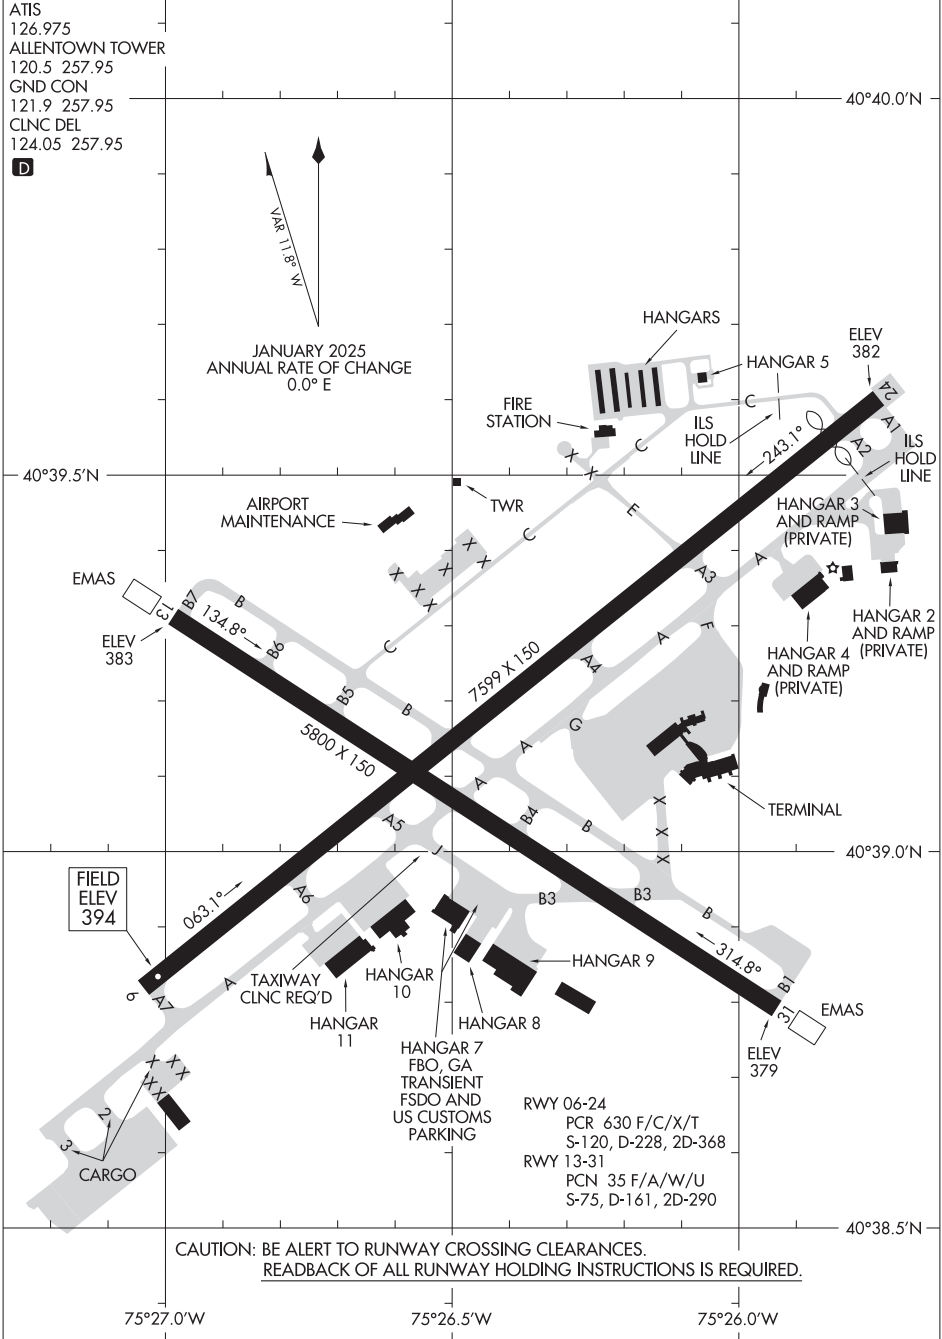 ATIS
126.975
ALLENTOWN TOWER
120.5 257.95
GND CON
121.9 257.95
CLNC DEL
124.05 257.95
D
40°40.0'N
VAR 11.8° W
JANUARY 2025
ANNUAL RATE OF CHANGE
0.0° E
HANGARS
HANGAR 5
ELEV
382
24
C
FIRE
STATION
ILS
HOLD
LINE
A1
A2
ILS
HOLD
LINE
X
X
C
243.1°
40°39.5'N
TWR
AIRPORT
MAINTENANCE
E
C
HANGAR 3
AND RAMP
(PRIVATE)
X
X
X
X
X
X
A
A3
EMAS
13
B7
B
134.8°
ELEV
383
B6
C
HANGAR 2
AND RAMP
(PRIVATE)
F
A
A4
HANGAR 4
AND RAMP
(PRIVATE)
7599 X 150
B5
B
G
A
5800 X 150
A
TERMINAL
X
X
X
A5
B4
B
J
40°39.0'N
FIELD
ELEV
394
063.1°
A6
B3
B3
B
314.8°
TAXIWAY
CLNC REQ'D
HANGAR
10
HANGAR 9
A
A7
6
HANGAR
11
HANGAR 8
B1
31
EMAS
ELEV
379
HANGAR 7
FBO, GA
TRANSIENT
FSDO AND
US CUSTOMS
PARKING
X
X
X
X
X
2
3
CARGO
RWY 06-24
PCR 630 F/C/X/T
S-120, D-228, 2D-368
RWY 13-31
PCN 35 F/A/W/U
S-75, D-161, 2D-290
40°38.5'N
CAUTION: BE ALERT TO RUNWAY CROSSING CLEARANCES.
READBACK OF ALL RUNWAY HOLDING INSTRUCTIONS IS REQUIRED.
75°27.0'W
75°26.5'W
75°26.0'W